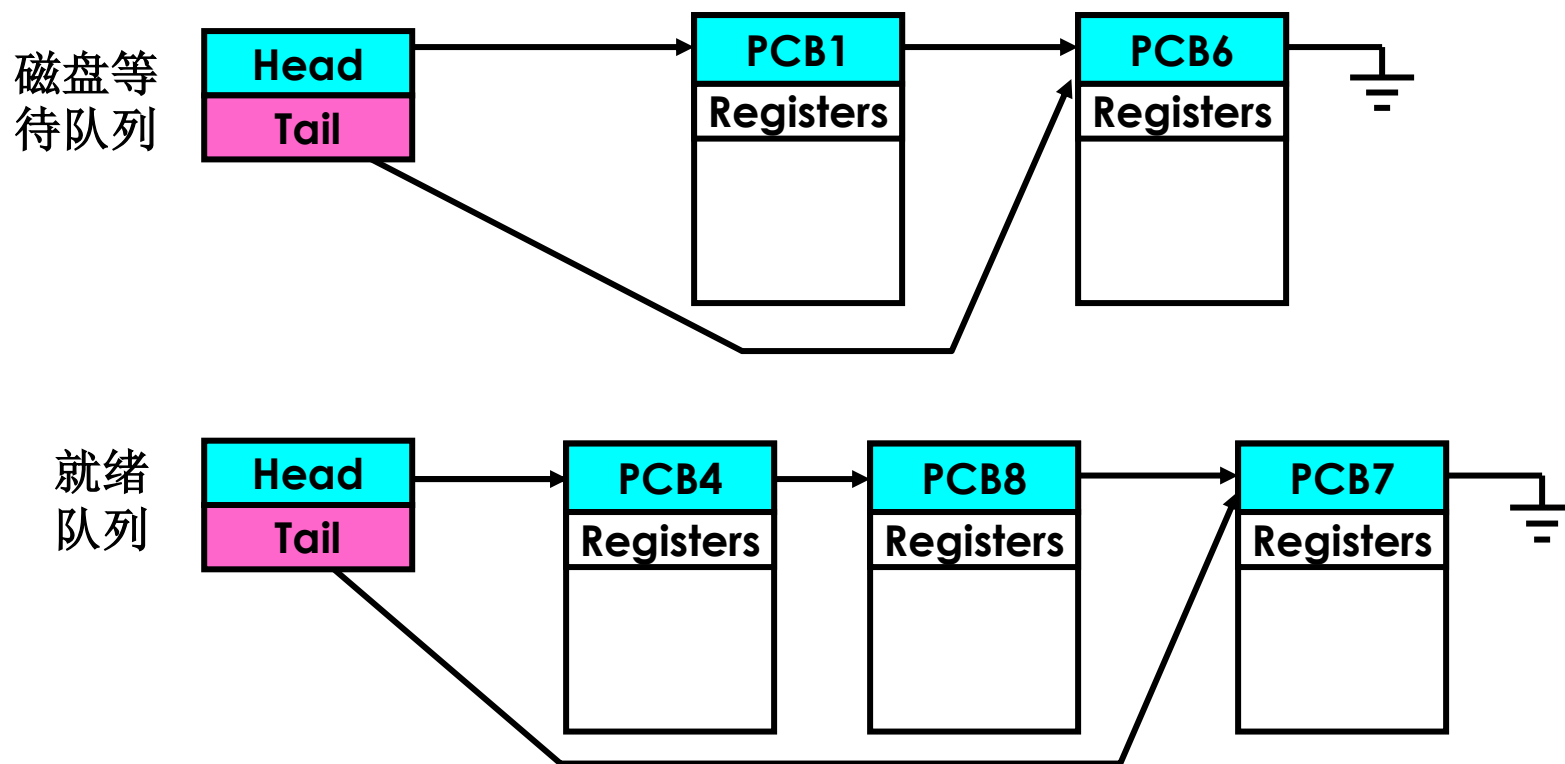 磁盘等
待队列
Head
Tail
PCB1
Registers
PCB6
Registers
就绪
队列
Head
Tail
PCB4
Registers
PCB8
Registers
PCB7
Registers